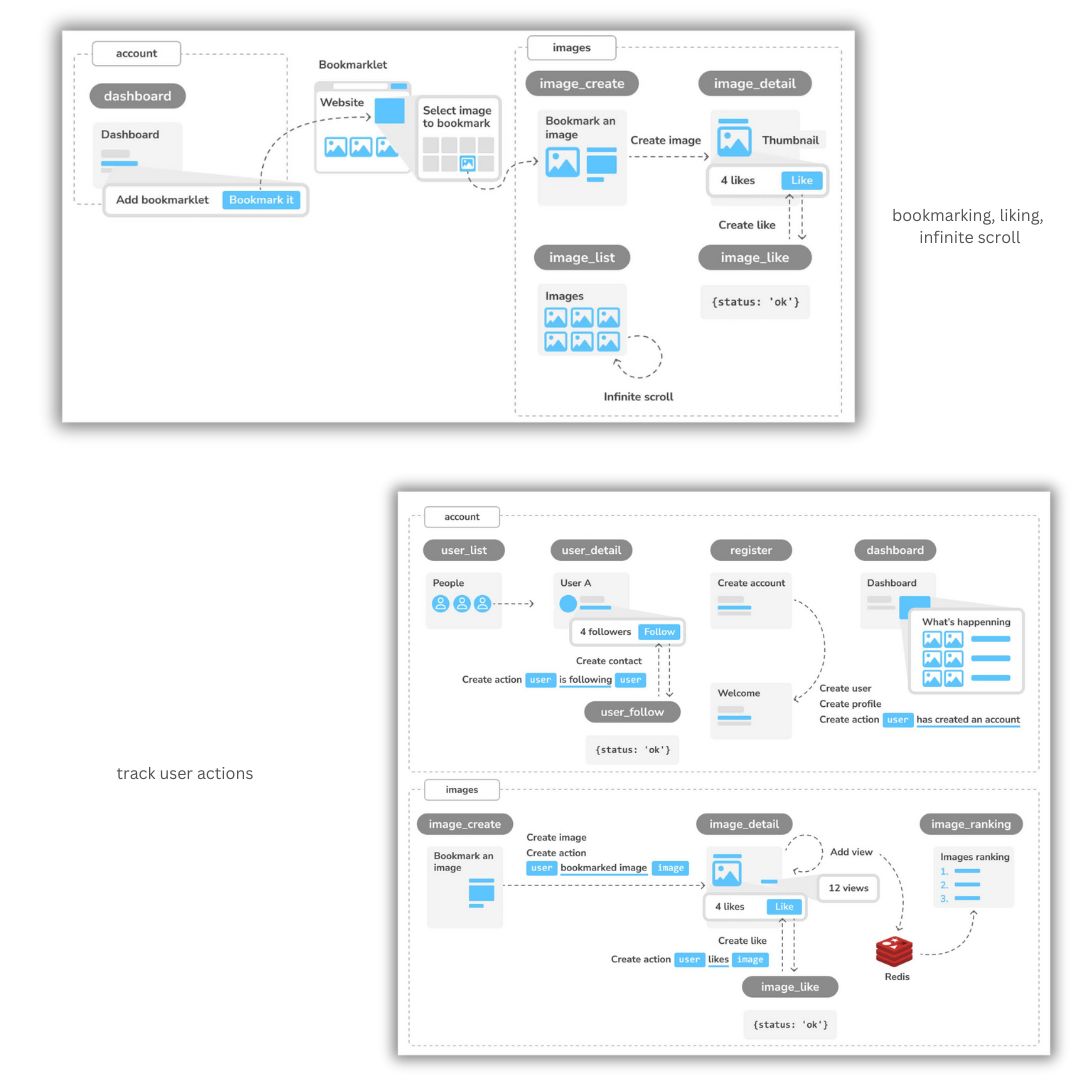 account
images
dashboard
Bookmarklet
image_create
image_detail
Dashboard
Website
Select image
to bookmark
Bookmark an
image
Create image
Thumbnail
4 likes
Like
Add bookmarklet
Bookmark it
Create like
image_list
image_like
Images
{status: 'ok'}
Infinite scroll
bookmarking, liking,
infinite scroll
track user actions
account
user_list
user_detail
register
dashboard
People
User A
Create account
Dashboard
What's happenning
4 followers
Follow
Create contact
Create action user is following user
user_follow
{status: 'ok'}
Welcome
Create user
Create profile
Create action user has created an account
images
image_create
image_detail
image_ranking
Bookmark an
image
Create image
Create action
user bookmarked image image
Add view
12 views
4 likes
Like
Images ranking
1.
2.
3.
Create like
Create action user likes image
Redis
image_like
{status: 'ok'}